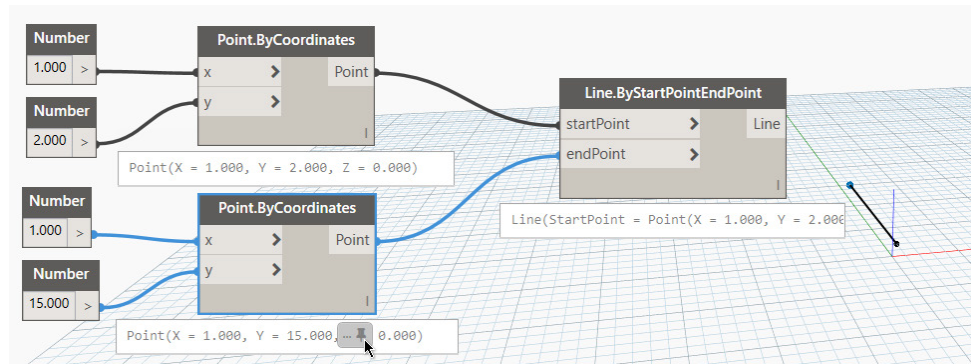 Number
1.000 >
Number
2.000 >
Point.ByCoordinates
x > Point
y >
l
Point(X = 1.000, Y = 2.000, Z = 0.000)
Number
1.000 >
Number
15.000 >
Point.ByCoordinates
x > Point
y >
l
Point(X = 1.000, Y = 15.000, ... 0.000)
Line.ByStartPointEndPoint
startPoint > Line
endPoint >
l
Line(StartPoint = Point(X = 1.000, Y = 2.000